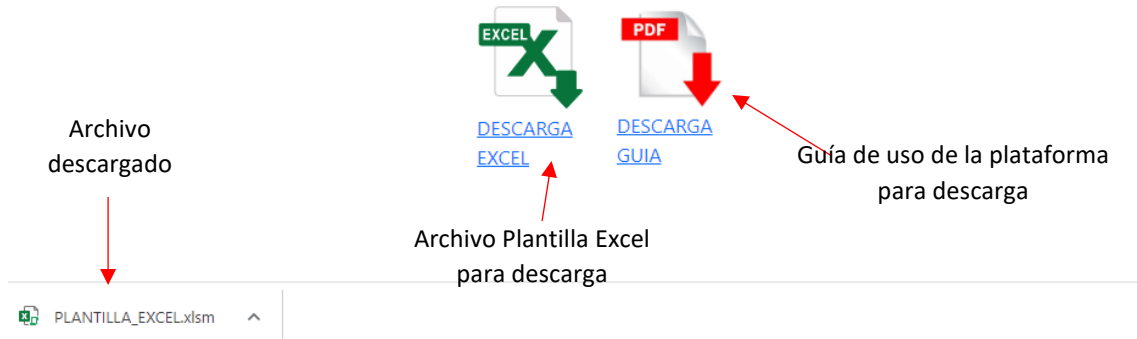 EXCEL
PDF
DESCARGA
EXCEL
DESCARGA
GUIA
Archivo
descargado
Guía de uso de la plataforma
para descarga
Archivo Plantilla Excel
para descarga
PLANTILLA_EXCEL.xlsm